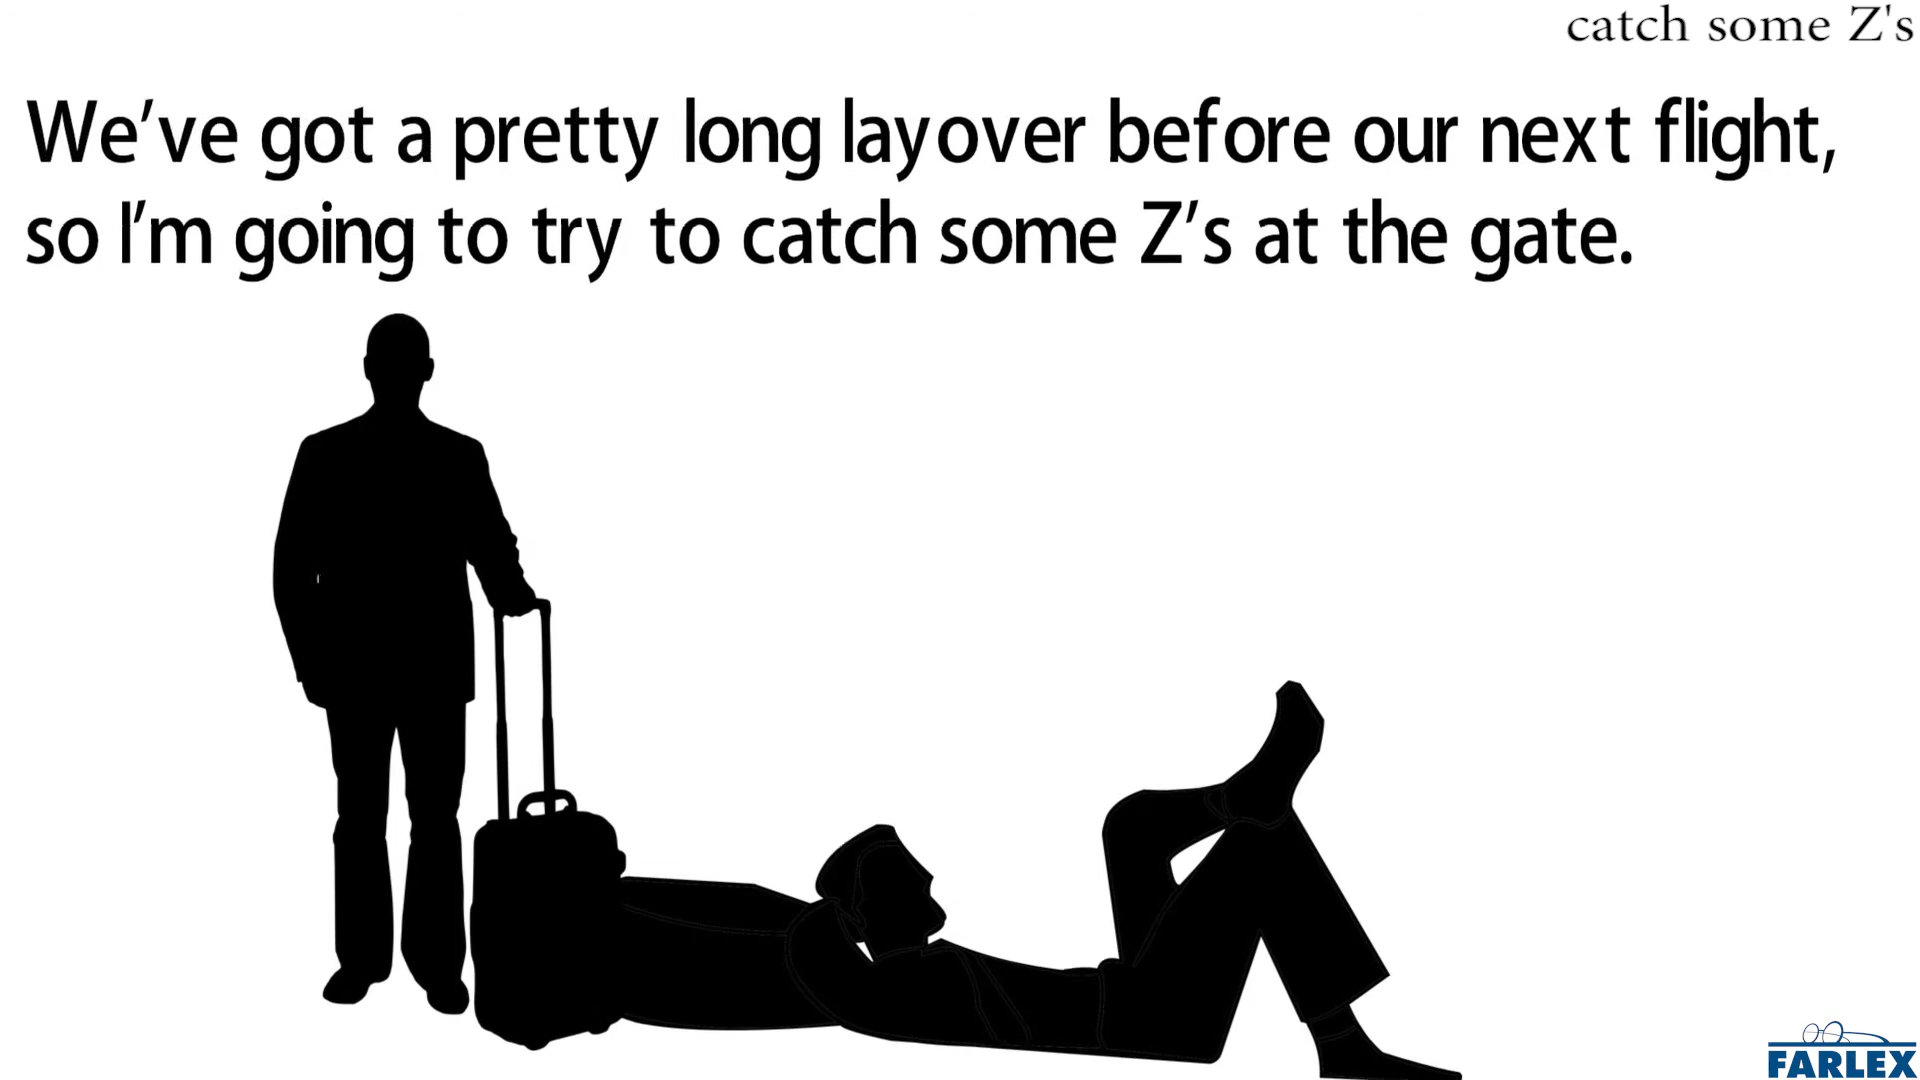 catch some Z's
We’ve got a pretty long layover before our next flight,
so I’m going to try to catch some Z’s at the gate.
FARLEX